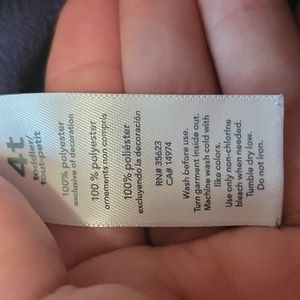 4t
toddler/
tout-petit
100% polyester
exclusive of decoration
100 % polyester
ornements non compris
100% poliéster
excluyendo la decoración
RN# 35623
CA# 14974
Wash before use.
Turn garment inside out.
Machine wash cold with
like colors.
Use only non-chlorine
bleach when needed.
Tumble dry low.
Do not iron.